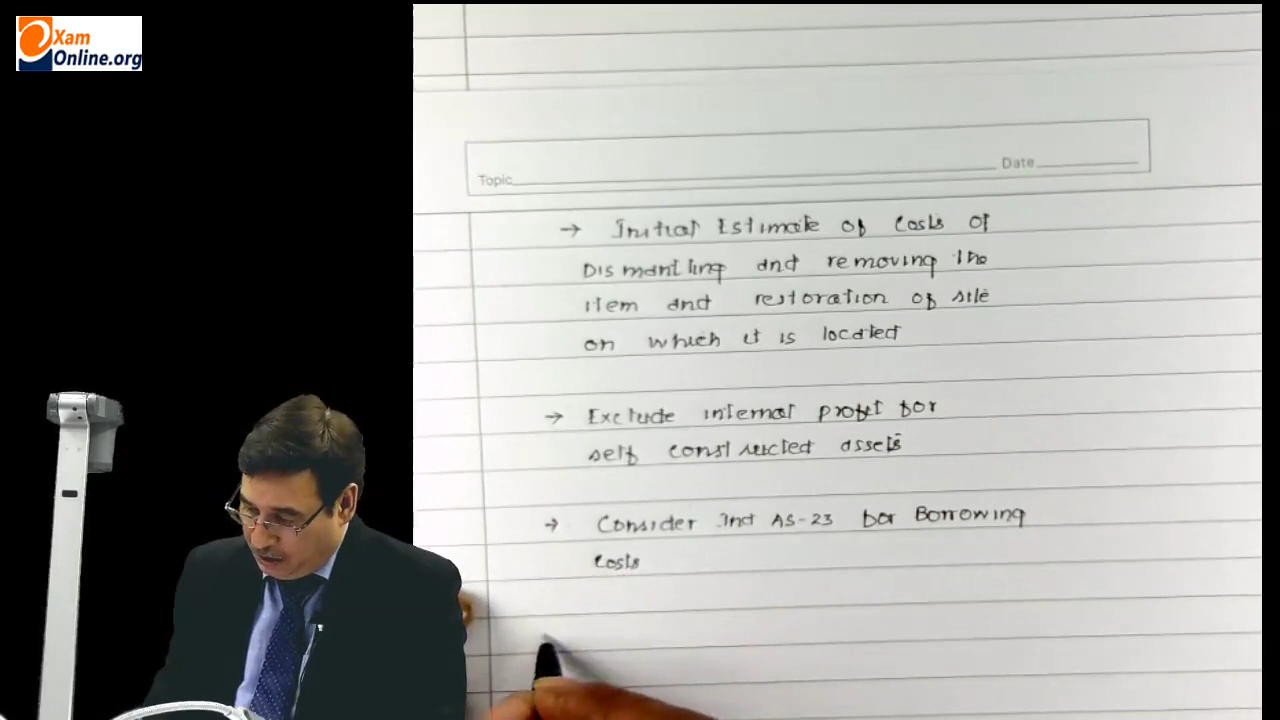 Xam
Online.org
Topic
Date
→ Initial Estimate of costs of
Dismantling and removing the
item and restoration of site
on which it is located
→ Exclude internal profit for
self constructed assets
→ Consider Ind AS-23 for Borrowing
costs